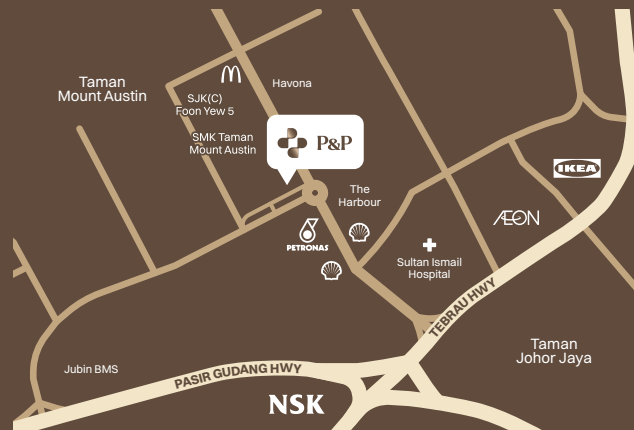 Taman
Mount Austin
Havona
SJK(C)
Foon Yew 5
SMK Taman
Mount Austin
P&P
The
Harbour
PETRONAS
IKEA
ÆON
Sultan Ismail
Hospital
TEBRAU HWY
Taman
Johor Jaya
Jubin BMS
PASIR GUDANG HWY
NSK